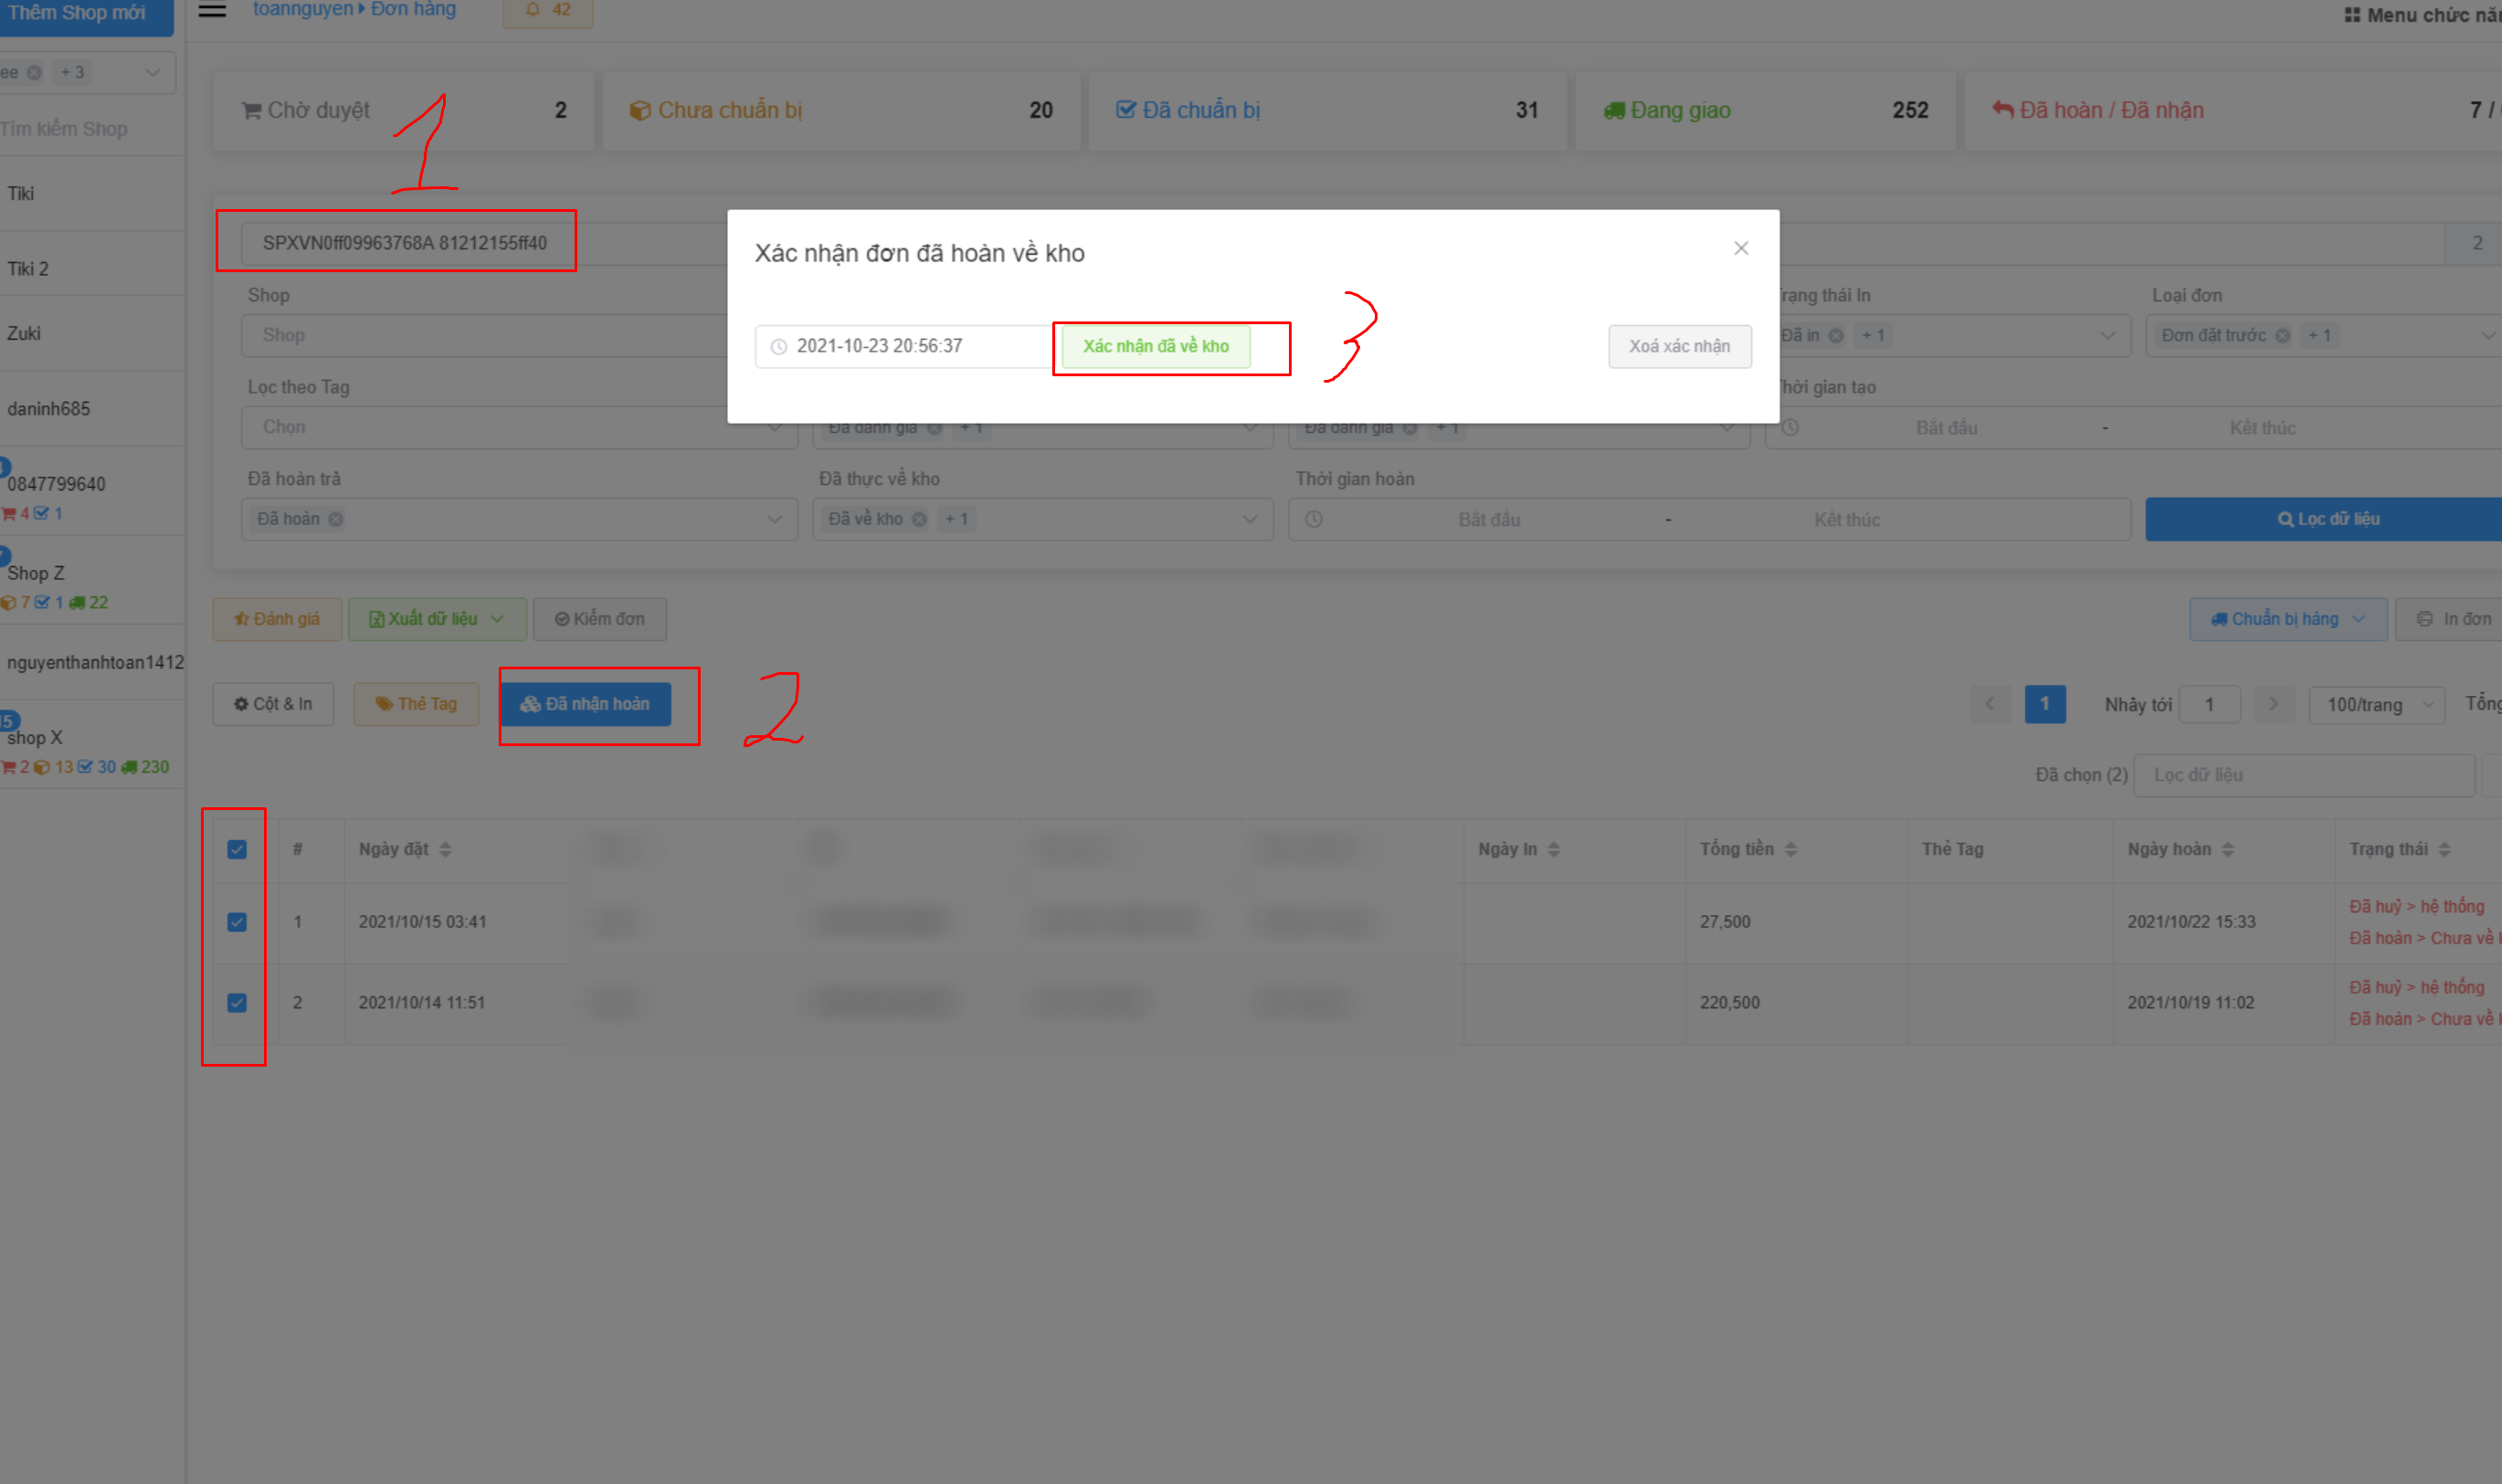 Thêm Shop mới
toannguyen Đơn hàng
42
Menu chức
ee + 3
Tìm kiếm Shop
Tiki
Tiki 2
Zuki
daninh685
0847799640
4 1
Shop Z
7 1 22
nguyenthanhtoan1412
15
shop X
2 13 30 230
Chờ duyệt 2
Chưa chuẩn bị 20
Đã chuẩn bị 31
Đang giao 252
Đã hoàn / Đã nhận 7 /
1
SPXVN0ff09963768A 81212155ff40
2
Xác nhận đơn đã hoàn về kho
2021-10-23 20:56:37
Xác nhận đã về kho
3
Xoá xác nhận
Shop
Shop
Trạng thái In
Đã in + 1
Loại đơn
Đơn đặt trước + 1
Lọc theo Tag
Chọn
Đã đánh giá + 1
Đã đánh giá + 1
Thời gian tạo
Bắt đầu - Kết thúc
Đã hoàn trả
Đã hoàn
Đã thực về kho
Đã về kho + 1
Thời gian hoàn
Bắt đầu - Kết thúc
Lọc dữ liệu
Đánh giá
Xuất dữ liệu
Kiểm đơn
Chuẩn bị hàng
In đơn
Cột & In
Thẻ Tag
Đã nhận hoàn
2
1
Nhảy tới 1
100/trang
Tổng
Đã chọn (2) Lọc dữ liệu
# Ngày đặt Ngày In Tổng tiền Thẻ Tag Ngày hoàn Trạng thái
1 2021/10/15 03:41 27,500 2021/10/22 15:33 Đã huỷ > hệ thống
Đã hoàn > Chưa về
2 2021/10/14 11:51 220,500 2021/10/19 11:02 Đã huỷ > hệ thống
Đã hoàn > Chưa về